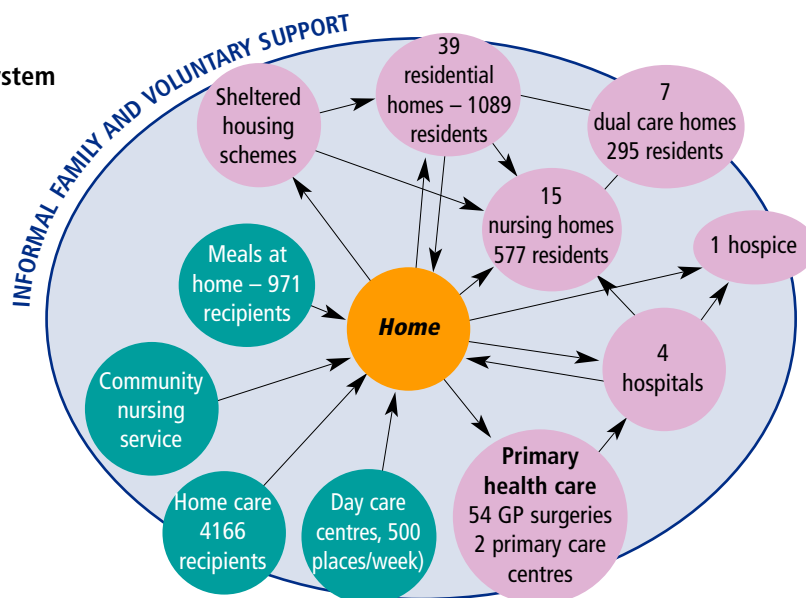 ystem
INFORMAL FAMILY AND VOLUNTARY SUPPORT
Sheltered
housing
schemes
39
residential
homes – 1089
residents
7
dual care homes
295 residents
15
nursing homes
577 residents
1 hospice
Meals at
home – 971
recipients
Home
4
hospitals
Community
nursing
service
Home care
4166
recipients
Day care
centres, 500
places/week)
Primary
health care
54 GP surgeries
2 primary care
centres